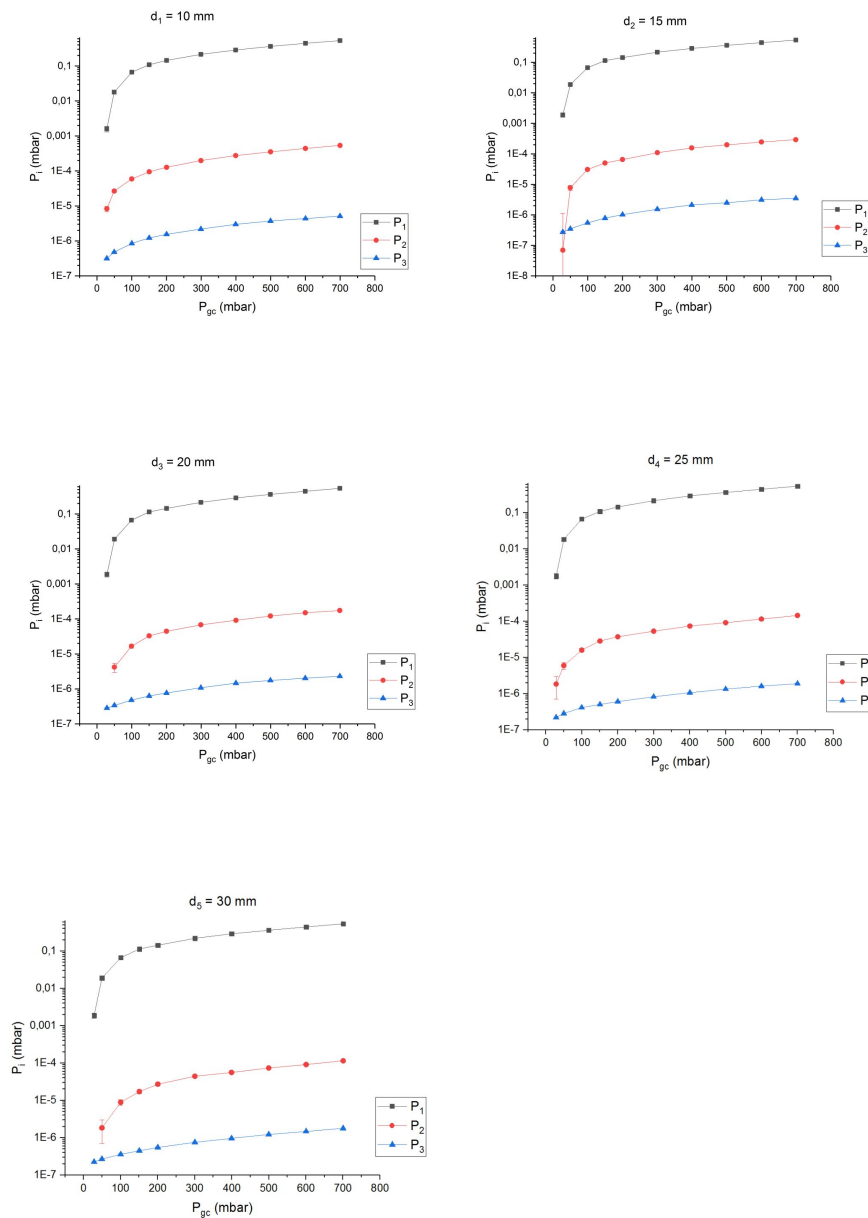 d₁ = 10 mm
0,1
0,01
0,001
1E-4
1E-5
1E-6
1E-7
Pᵢ (mbar)
P₁
P₂
P₃
0 100 200 300 400 500 600 700 800
P_gc (mbar)
d₂ = 15 mm
0,1
0,01
0,001
1E-4
1E-5
1E-6
1E-7
1E-8
Pᵢ (mbar)
P₁
P₂
P₃
0 100 200 300 400 500 600 700 800
P_gc (mbar)
d₃ = 20 mm
0,1
0,01
0,001
1E-4
1E-5
1E-6
1E-7
Pᵢ (mbar)
P₁
P₂
P₃
0 100 200 300 400 500 600 700 800
P_gc (mbar)
d₄ = 25 mm
0,1
0,01
0,001
1E-4
1E-5
1E-6
1E-7
Pᵢ (mbar)
P
P
P
0 100 200 300 400 500 600 700 800
P_gc (mbar)
d₅ = 30 mm
0,1
0,01
0,001
1E-4
1E-5
1E-6
1E-7
Pᵢ (mbar)
P₁
P₂
P₃
0 100 200 300 400 500 600 700 800
P_gc (mbar)